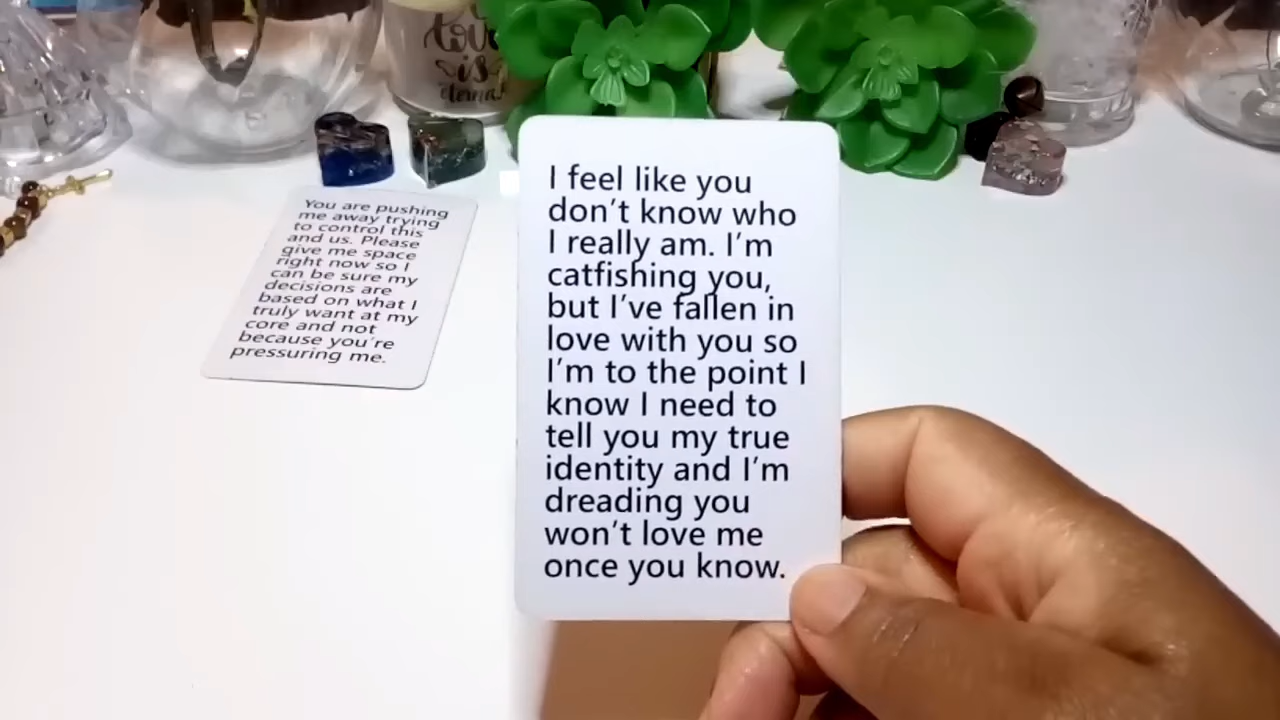 love
is
eternal
You are pushing
me away trying
to control this
and us. Please
give me space
right now so I
can be sure my
decisions are
based on what I
truly want at my
core and not
because you're
pressuring me.
I feel like you
don't know who
I really am. I'm
catfishing you,
but I've fallen in
love with you so
I'm to the point I
know I need to
tell you my true
identity and I'm
dreading you
won't love me
once you know.